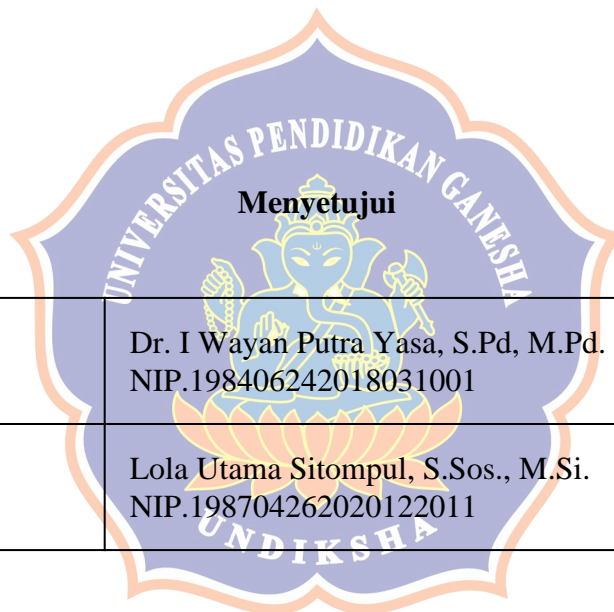 UNIVERSITAS PENDIDIKAN GANESHA
Menyetujui
Dr. I Wayan Putra Yasa, S.Pd, M.Pd.
NIP.198406242018031001
Lola Utama Sitompul, S.Sos., M.Si.
NIP.198704262020122011
UNDIKSHA